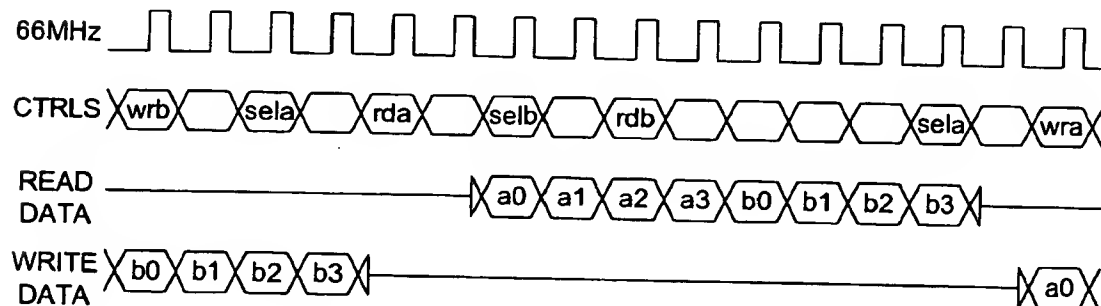 66MHz
CTRLS wrb sela rda selb rdb sela wra
READ DATA a0 a1 a2 a3 b0 b1 b2 b3
WRITE DATA b0 b1 b2 b3 a0